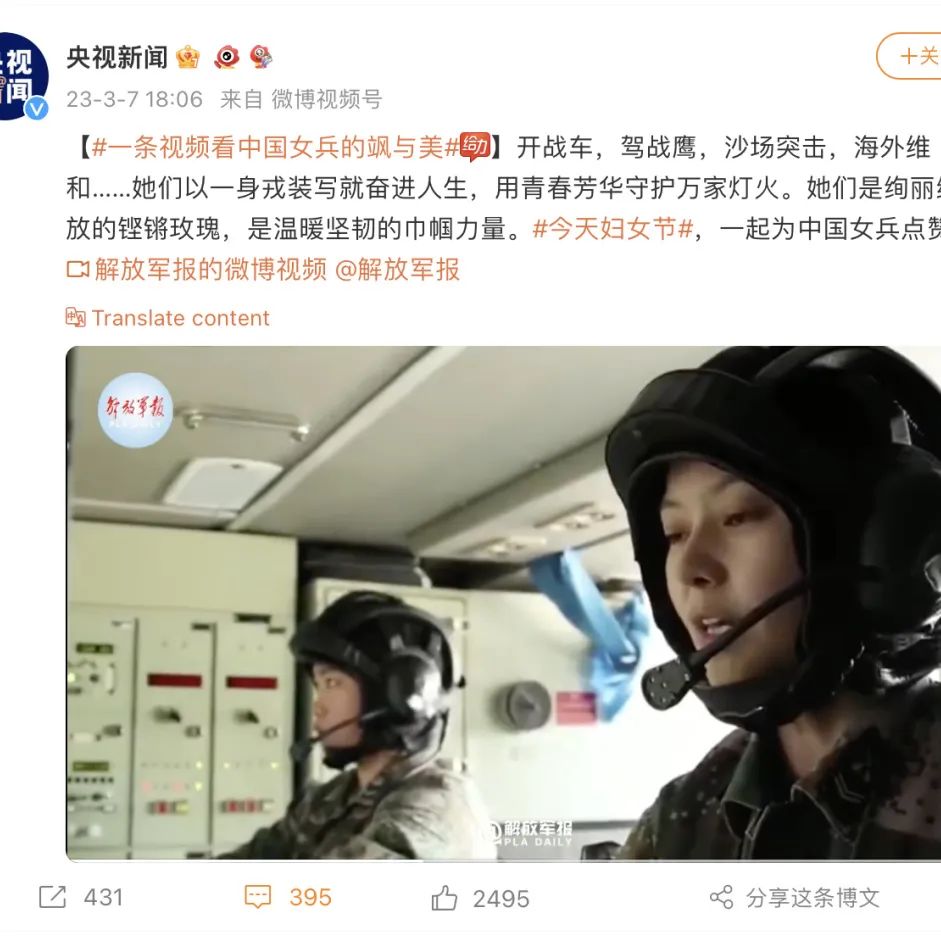 央视新闻
23-3-7 18:06 来自 微博视频号
+关
【#一条视频看中国女兵的飒与美#给力】开战车，驾战鹰，沙场突击，海外维
和……她们以一身戎装写就奋进人生，用青春芳华守护万家灯火。她们是绚丽
放的铿锵玫瑰，是温暖坚韧的巾帼力量。#今天妇女节#，一起为中国女兵点赞
解放军报的微博视频 @解放军报
Translate content
解放军报
PLA DAILY
解放军报
PLA DAILY
431
395
2495
分享这条博文